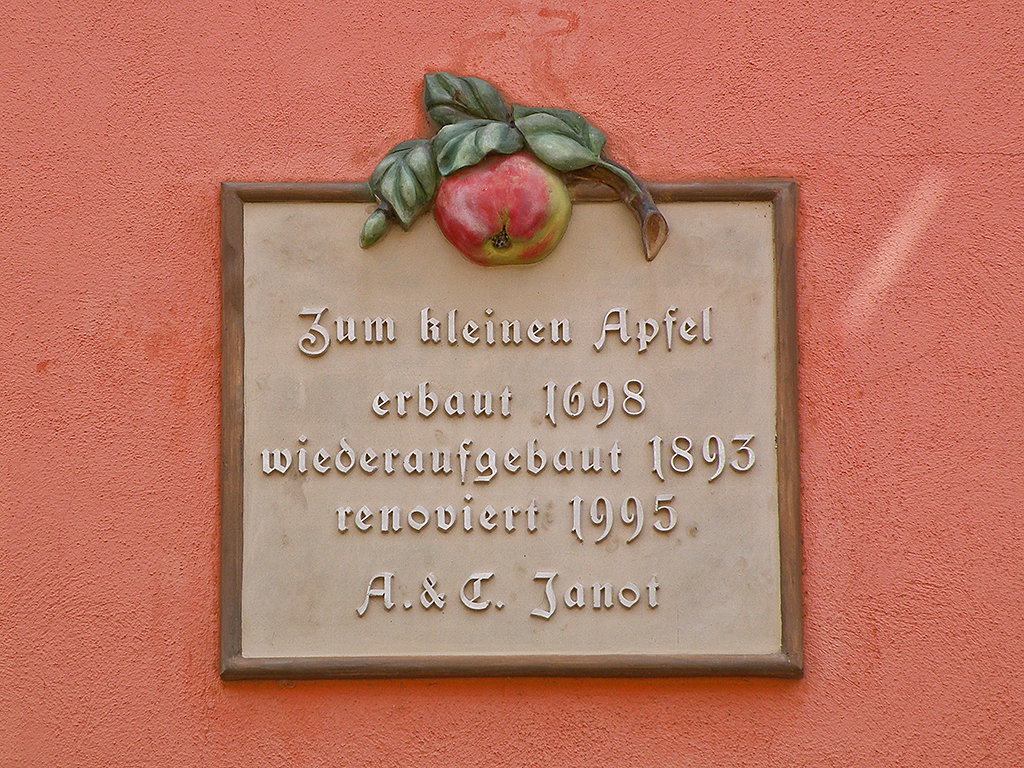 Zum kleinen Apfel
erbaut 1698
wiederaufgebaut 1893
renoviert 1995
A. & C. Janot